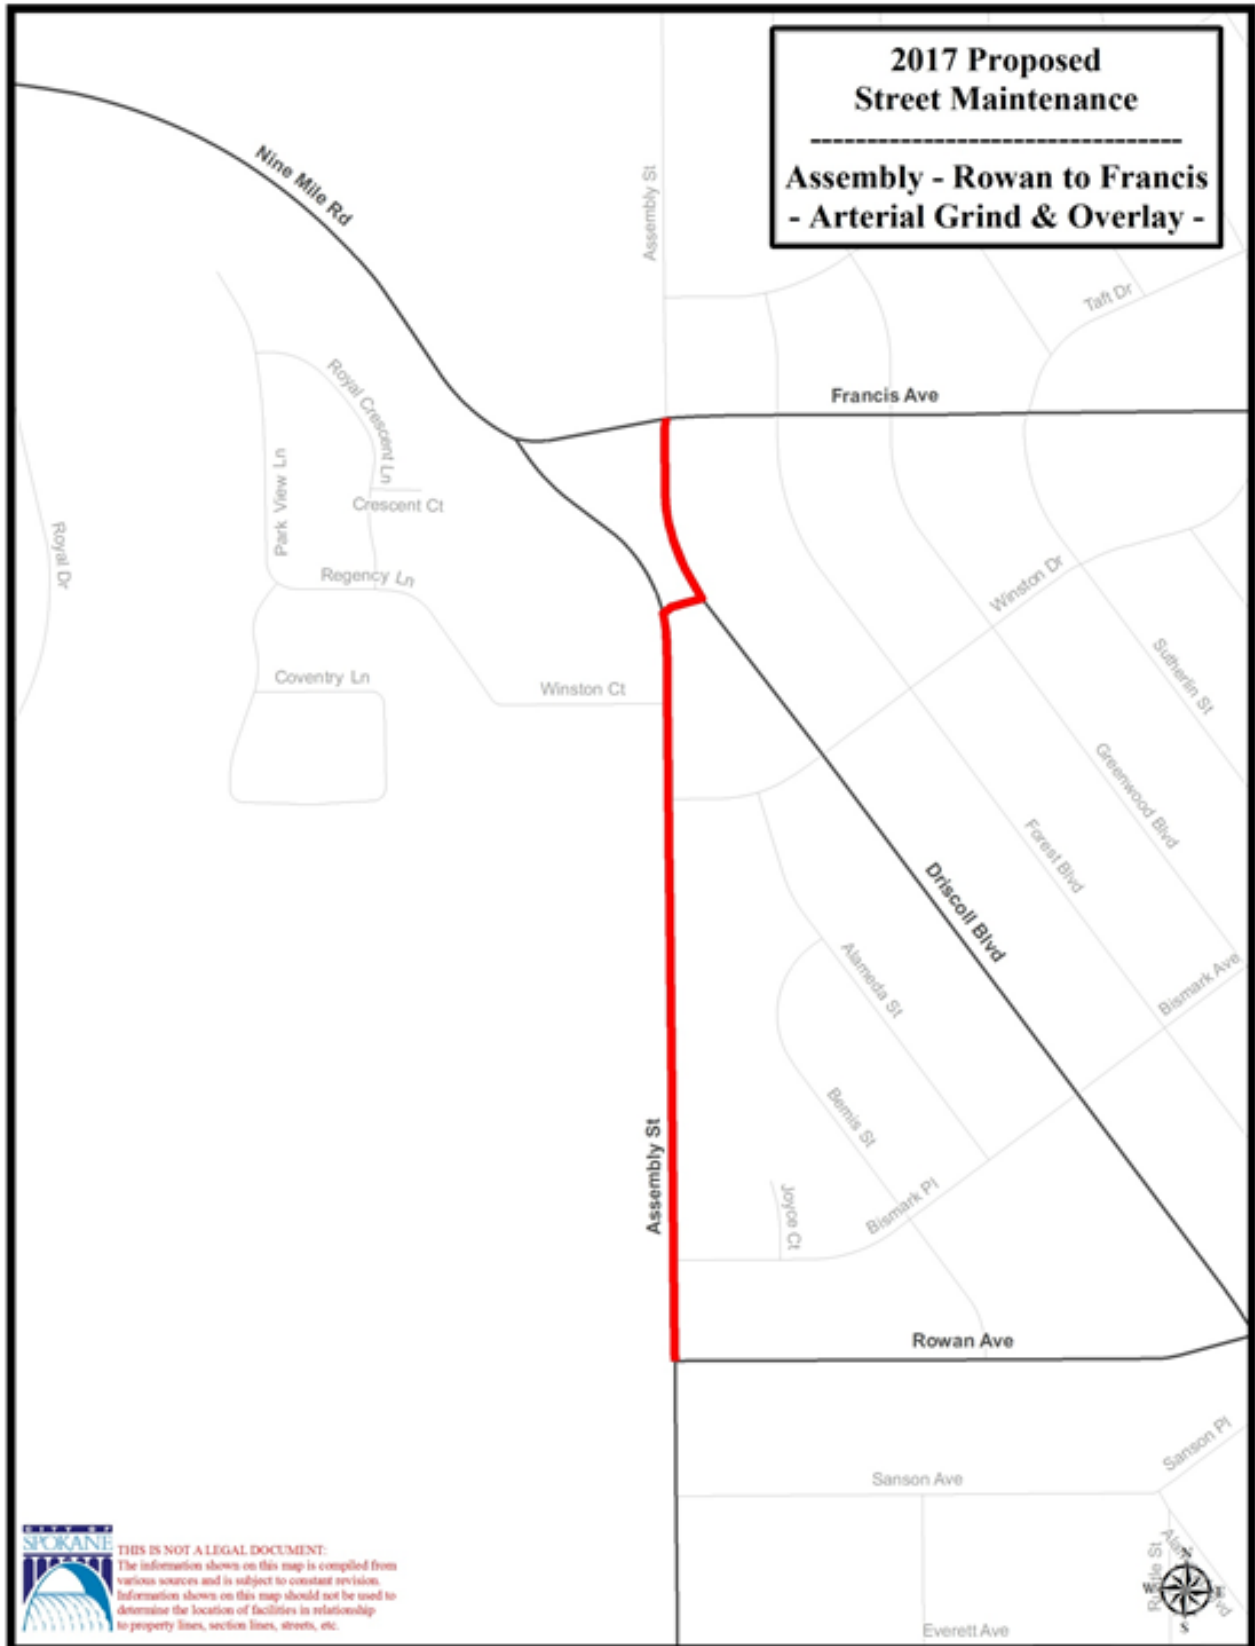 2017 Proposed
Street Maintenance
----------------------------------
Assembly - Rowan to Francis
- Arterial Grind & Overlay -
Nine Mile Rd
Assembly St
Taft Dr
Francis Ave
Royal Crescent Ln
Park View Ln
Crescent Ct
Royal Dr
Regency Ln
Winston Dr
Coventry Ln
Winston Ct
Sutherlin St
Greenwood Blvd
Forest Blvd
Driscoll Blvd
Alameda St
Bismark Ave
Bemis St
Assembly St
Joyce Ct
Bismark Pl
Rowan Ave
Sanson Pl
Sanson Ave
CITY OF
SPOKANE
THIS IS NOT A LEGAL DOCUMENT:
The information shown on this map is compiled from
various sources and is subject to constant revision.
Information shown on this map should not be used to
determine the location of facilities in relationship
to property lines, section lines, streets, etc.
N
W
E
S
St
Everett Ave